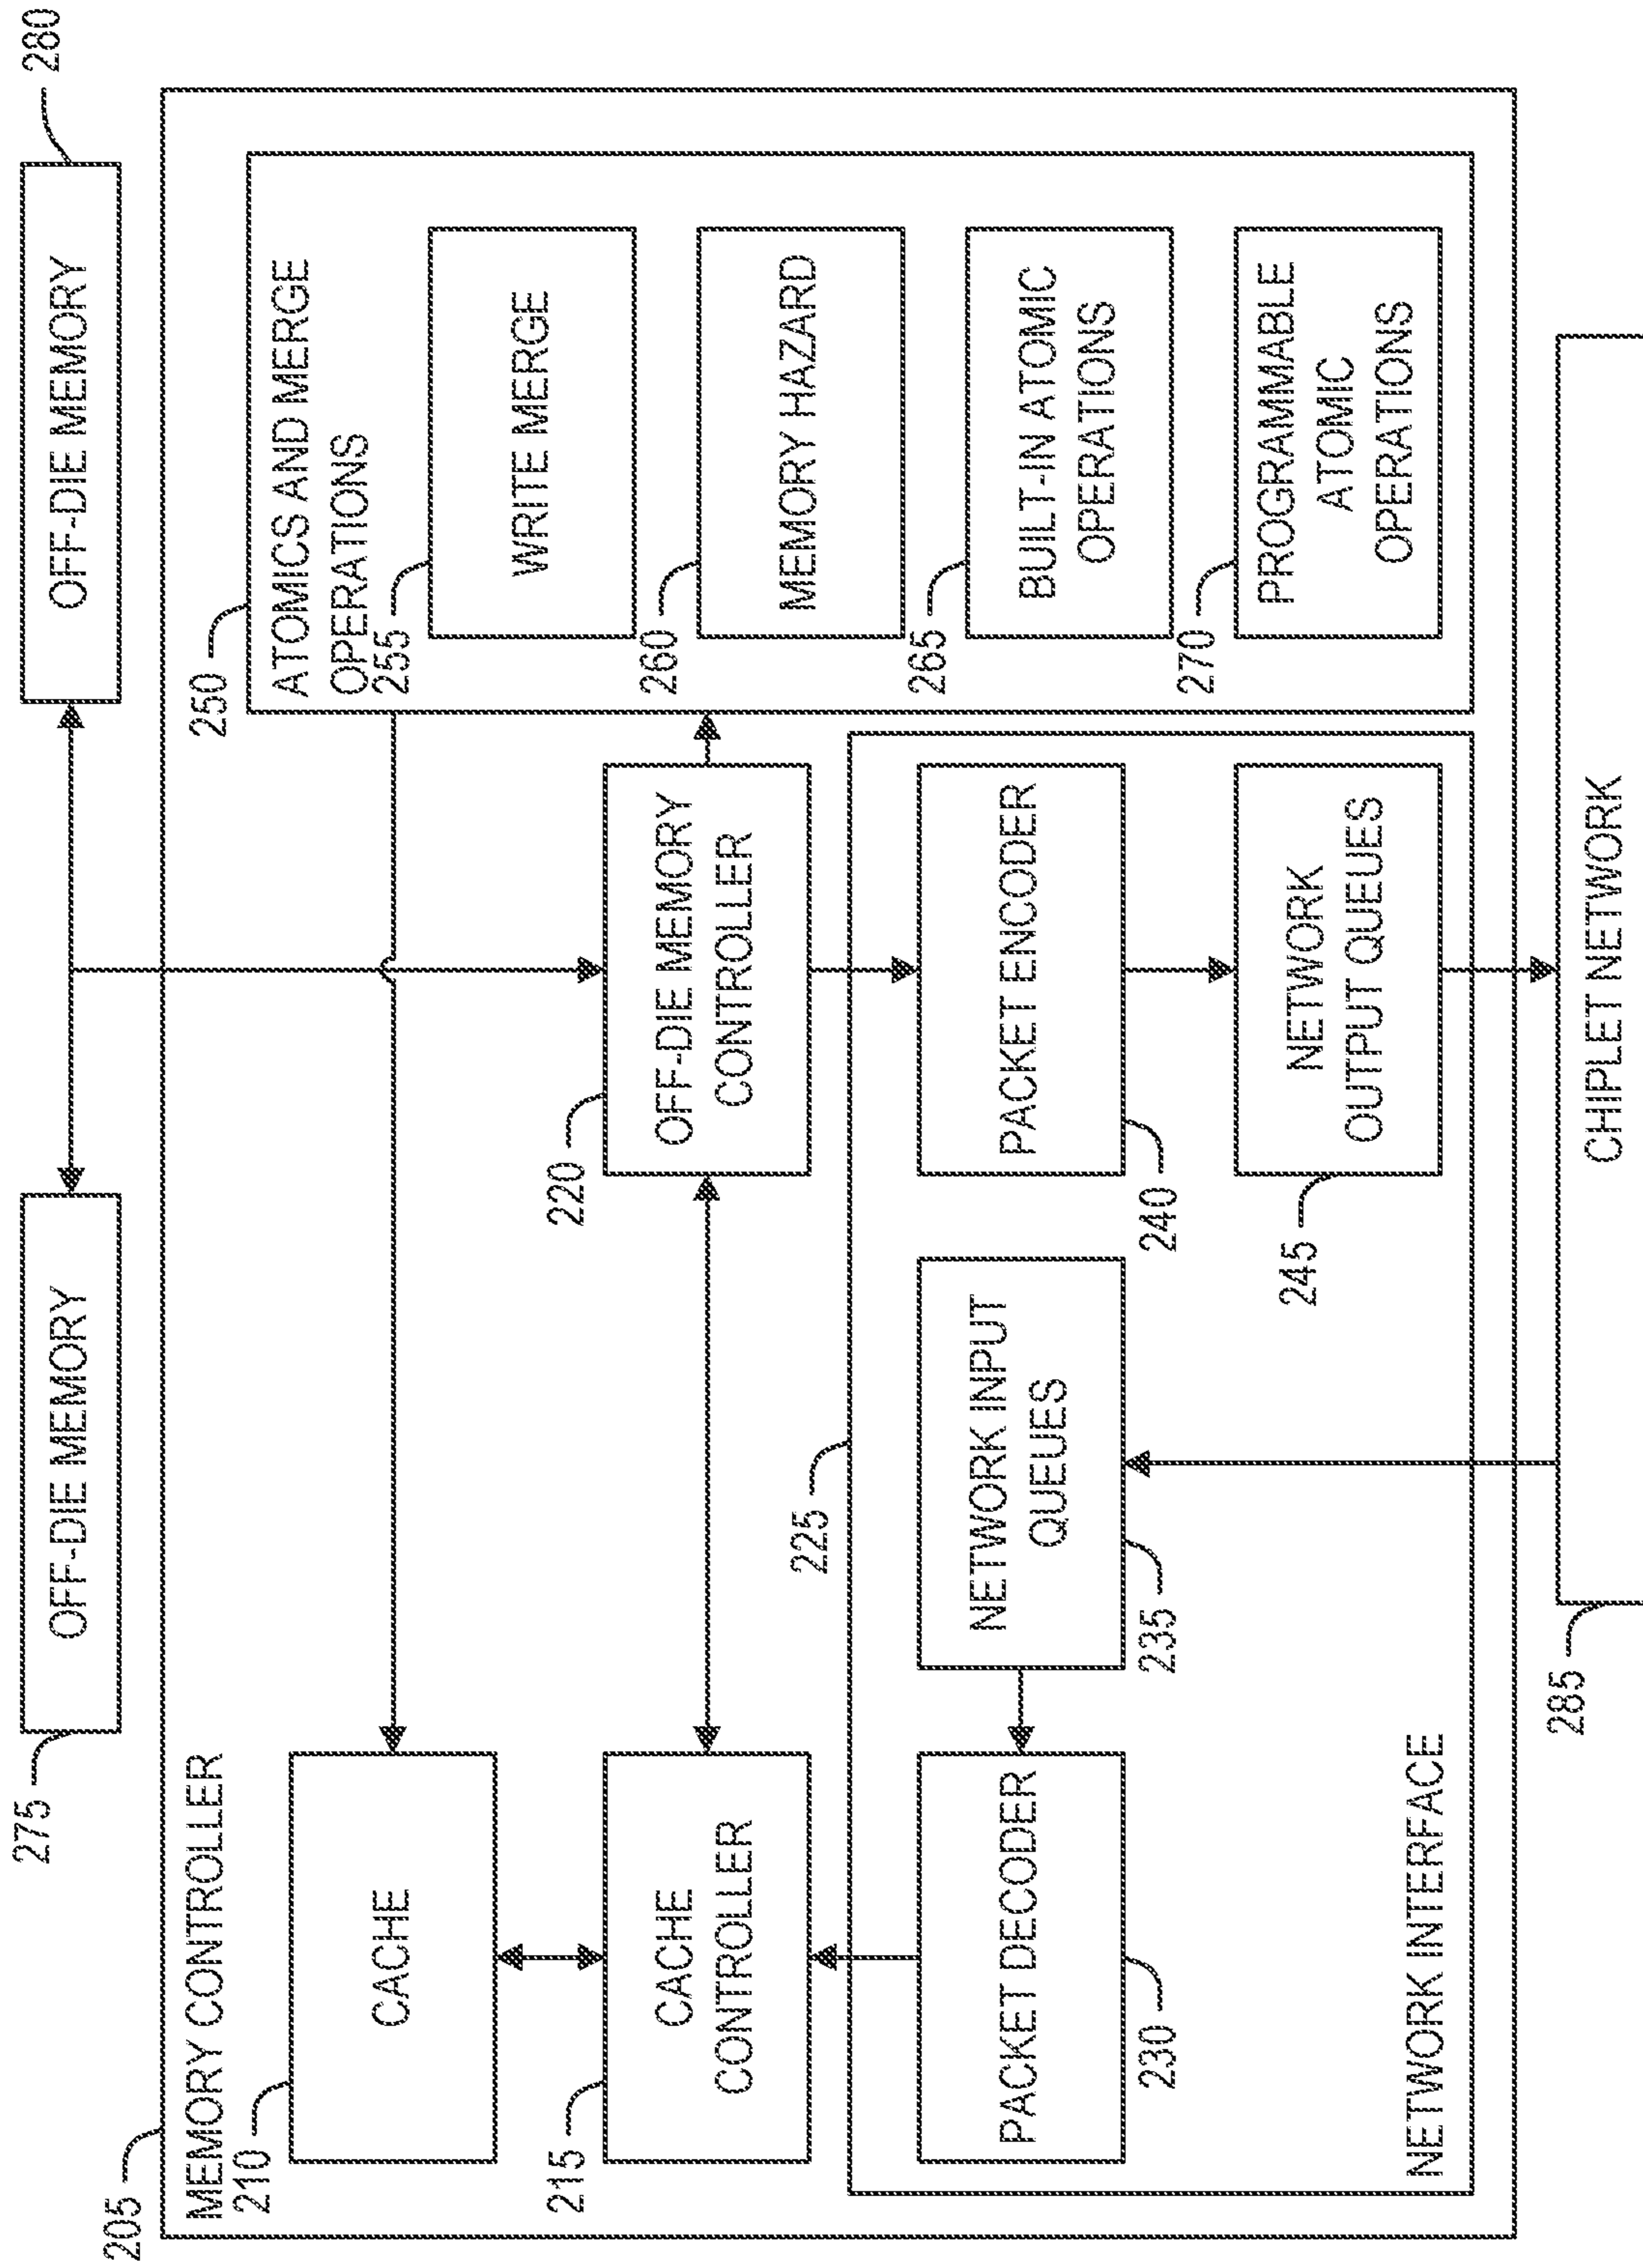 275
OFF-DIE MEMORY
OFF-DIE MEMORY
280
205
MEMORY CONTROLLER
210
CACHE
250
ATOMICS AND MERGE
OPERATIONS
255
WRITE MERGE
215
CACHE
CONTROLLER
220
OFF-DIE MEMORY
CONTROLLER
260
MEMORY HAZARD
225
PACKET DECODER
230
NETWORK INPUT
QUEUES
235
PACKET ENCODER
240
265
BUILT-IN ATOMIC
OPERATIONS
NETWORK INTERFACE
245
NETWORK
OUTPUT QUEUES
270
PROGRAMMABLE
ATOMIC
OPERATIONS
285
CHIPLET NETWORK